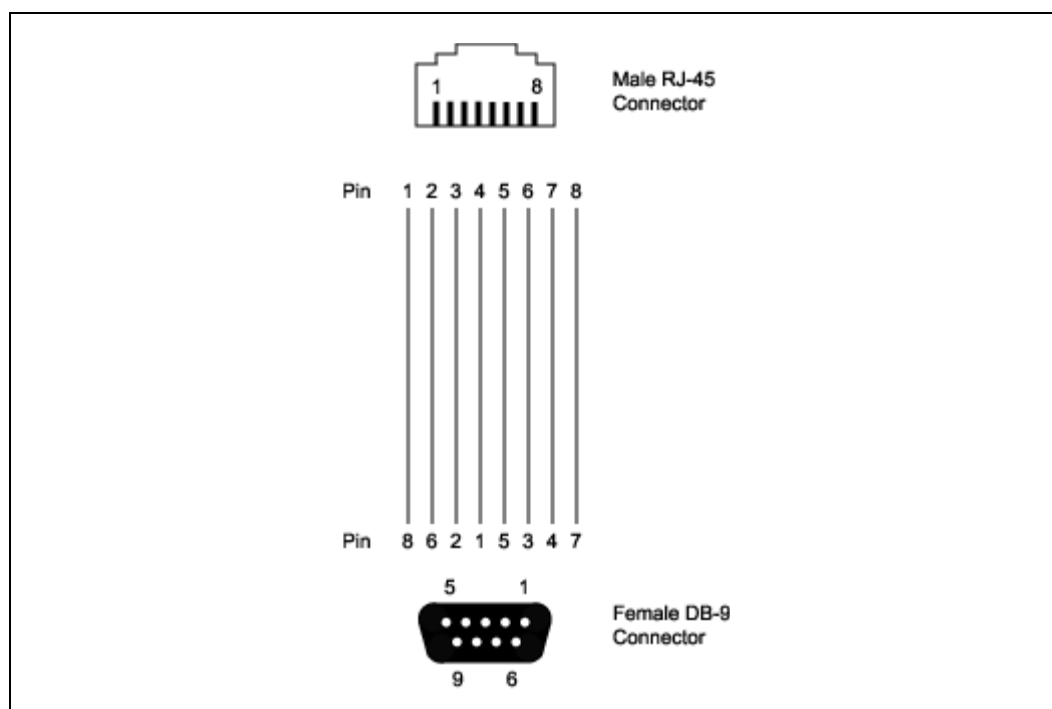 1 8
Male RJ-45
Connector
Pin 1 2 3 4 5 6 7 8
Pin 8 6 2 1 5 3 4 7
5 1
Female DB-9
Connector
9 6